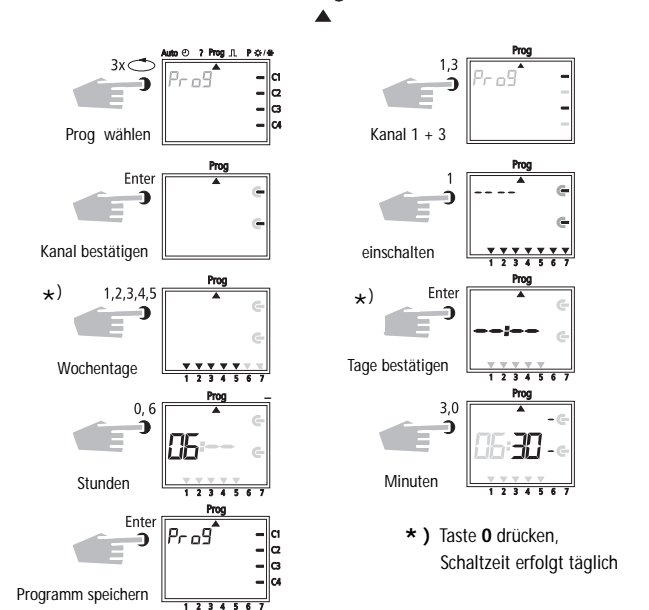 Auto ? Prog P
3x
Prog
C1
C2
C3
C4
Prog wählen
Prog
1,3
Prog
Kanal 1 + 3
Prog
Enter
Kanal bestätigen
Prog
1
----
einschalten
1 2 3 4 5 6 7
Prog
*) 1,2,3,4,5
Wochentage
1 2 3 4 5 6 7
Prog
*) Enter
--:--
Tage bestätigen
1 2 3 4 5 6 7
Prog
0, 6
06:--
Stunden
1 2 3 4 5 6 7
Prog
3,0
06:30
Minuten
1 2 3 4 5 6 7
Prog
Enter
Prog
C1
C2
C3
C4
Programm speichern
1 2 3 4 5 6 7
*) Taste 0 drücken,
Schaltzeit erfolgt täglich